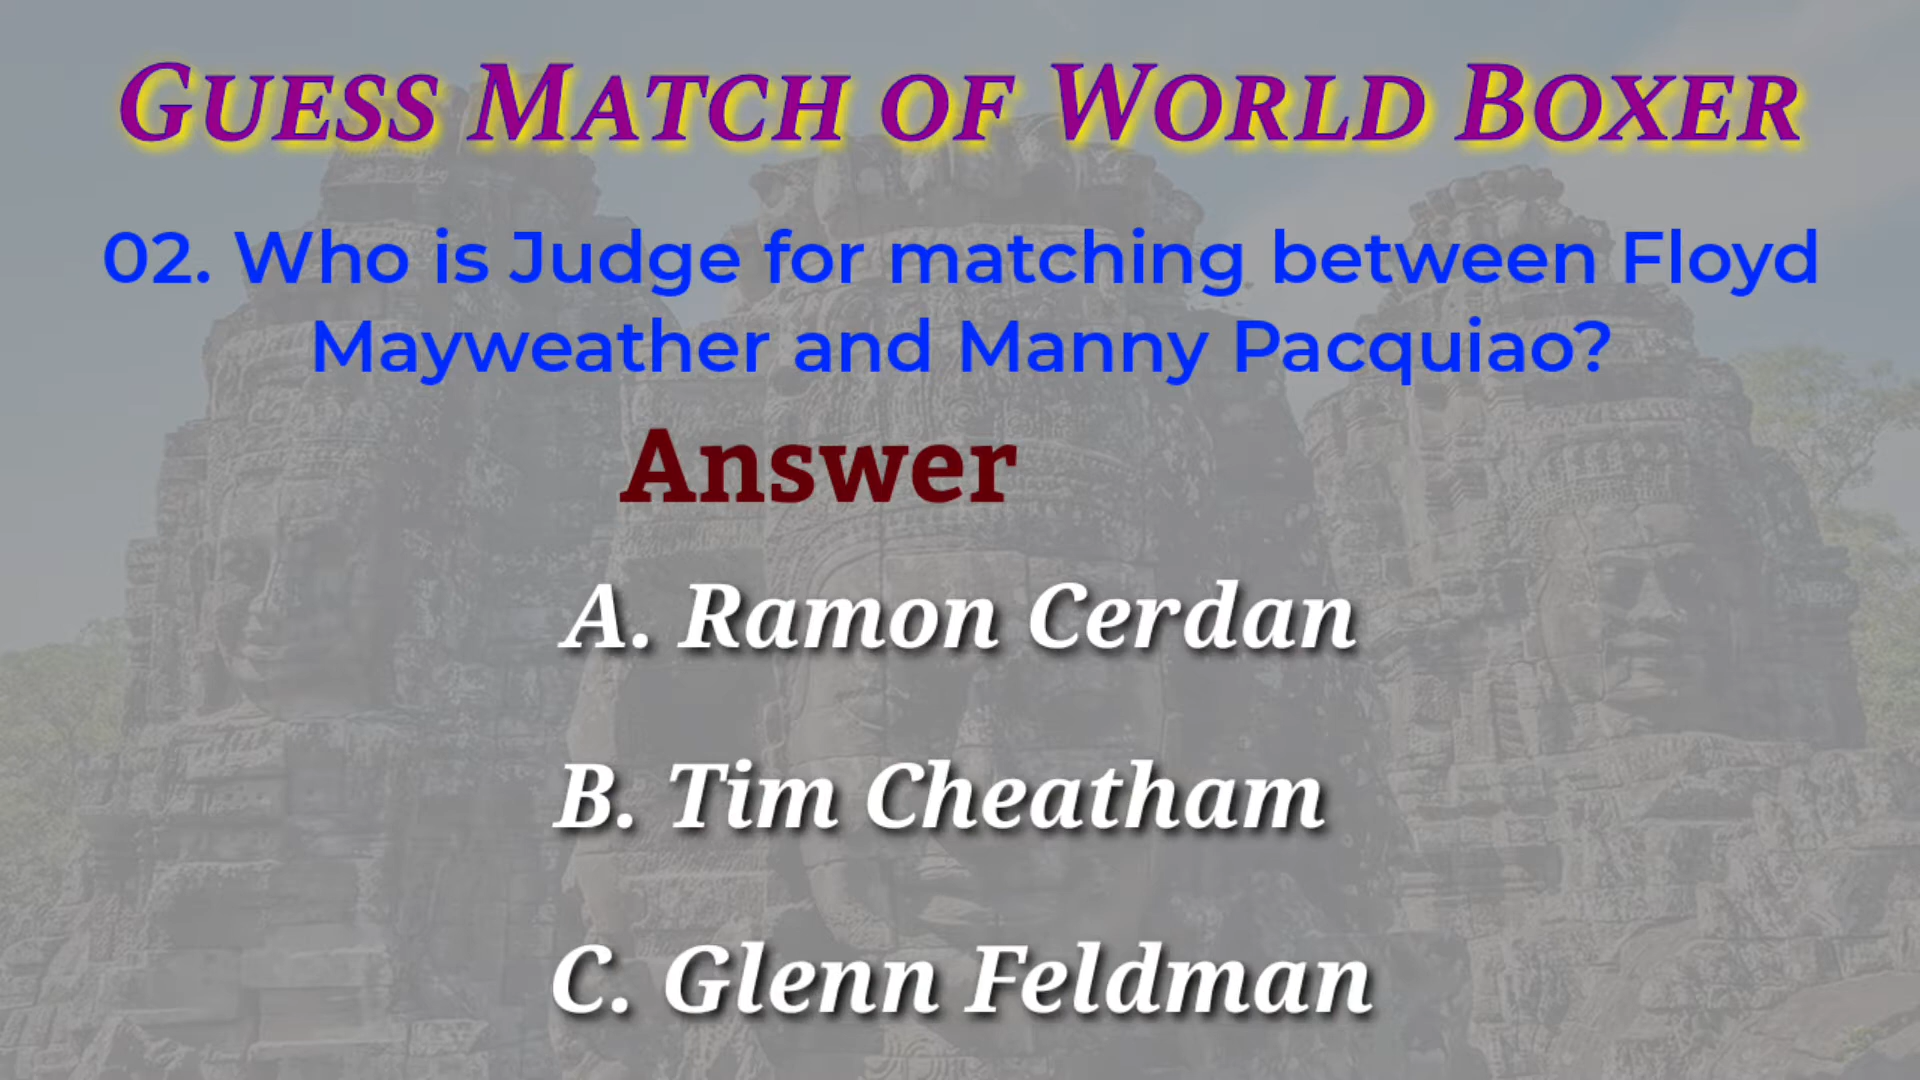 GUESS MATCH OF WORLD BOXER
02. Who is Judge for matching between Floyd
Mayweather and Manny Pacquiao?
Answer
A. Ramon Cerdan
B. Tim Cheatham
C. Glenn Feldman